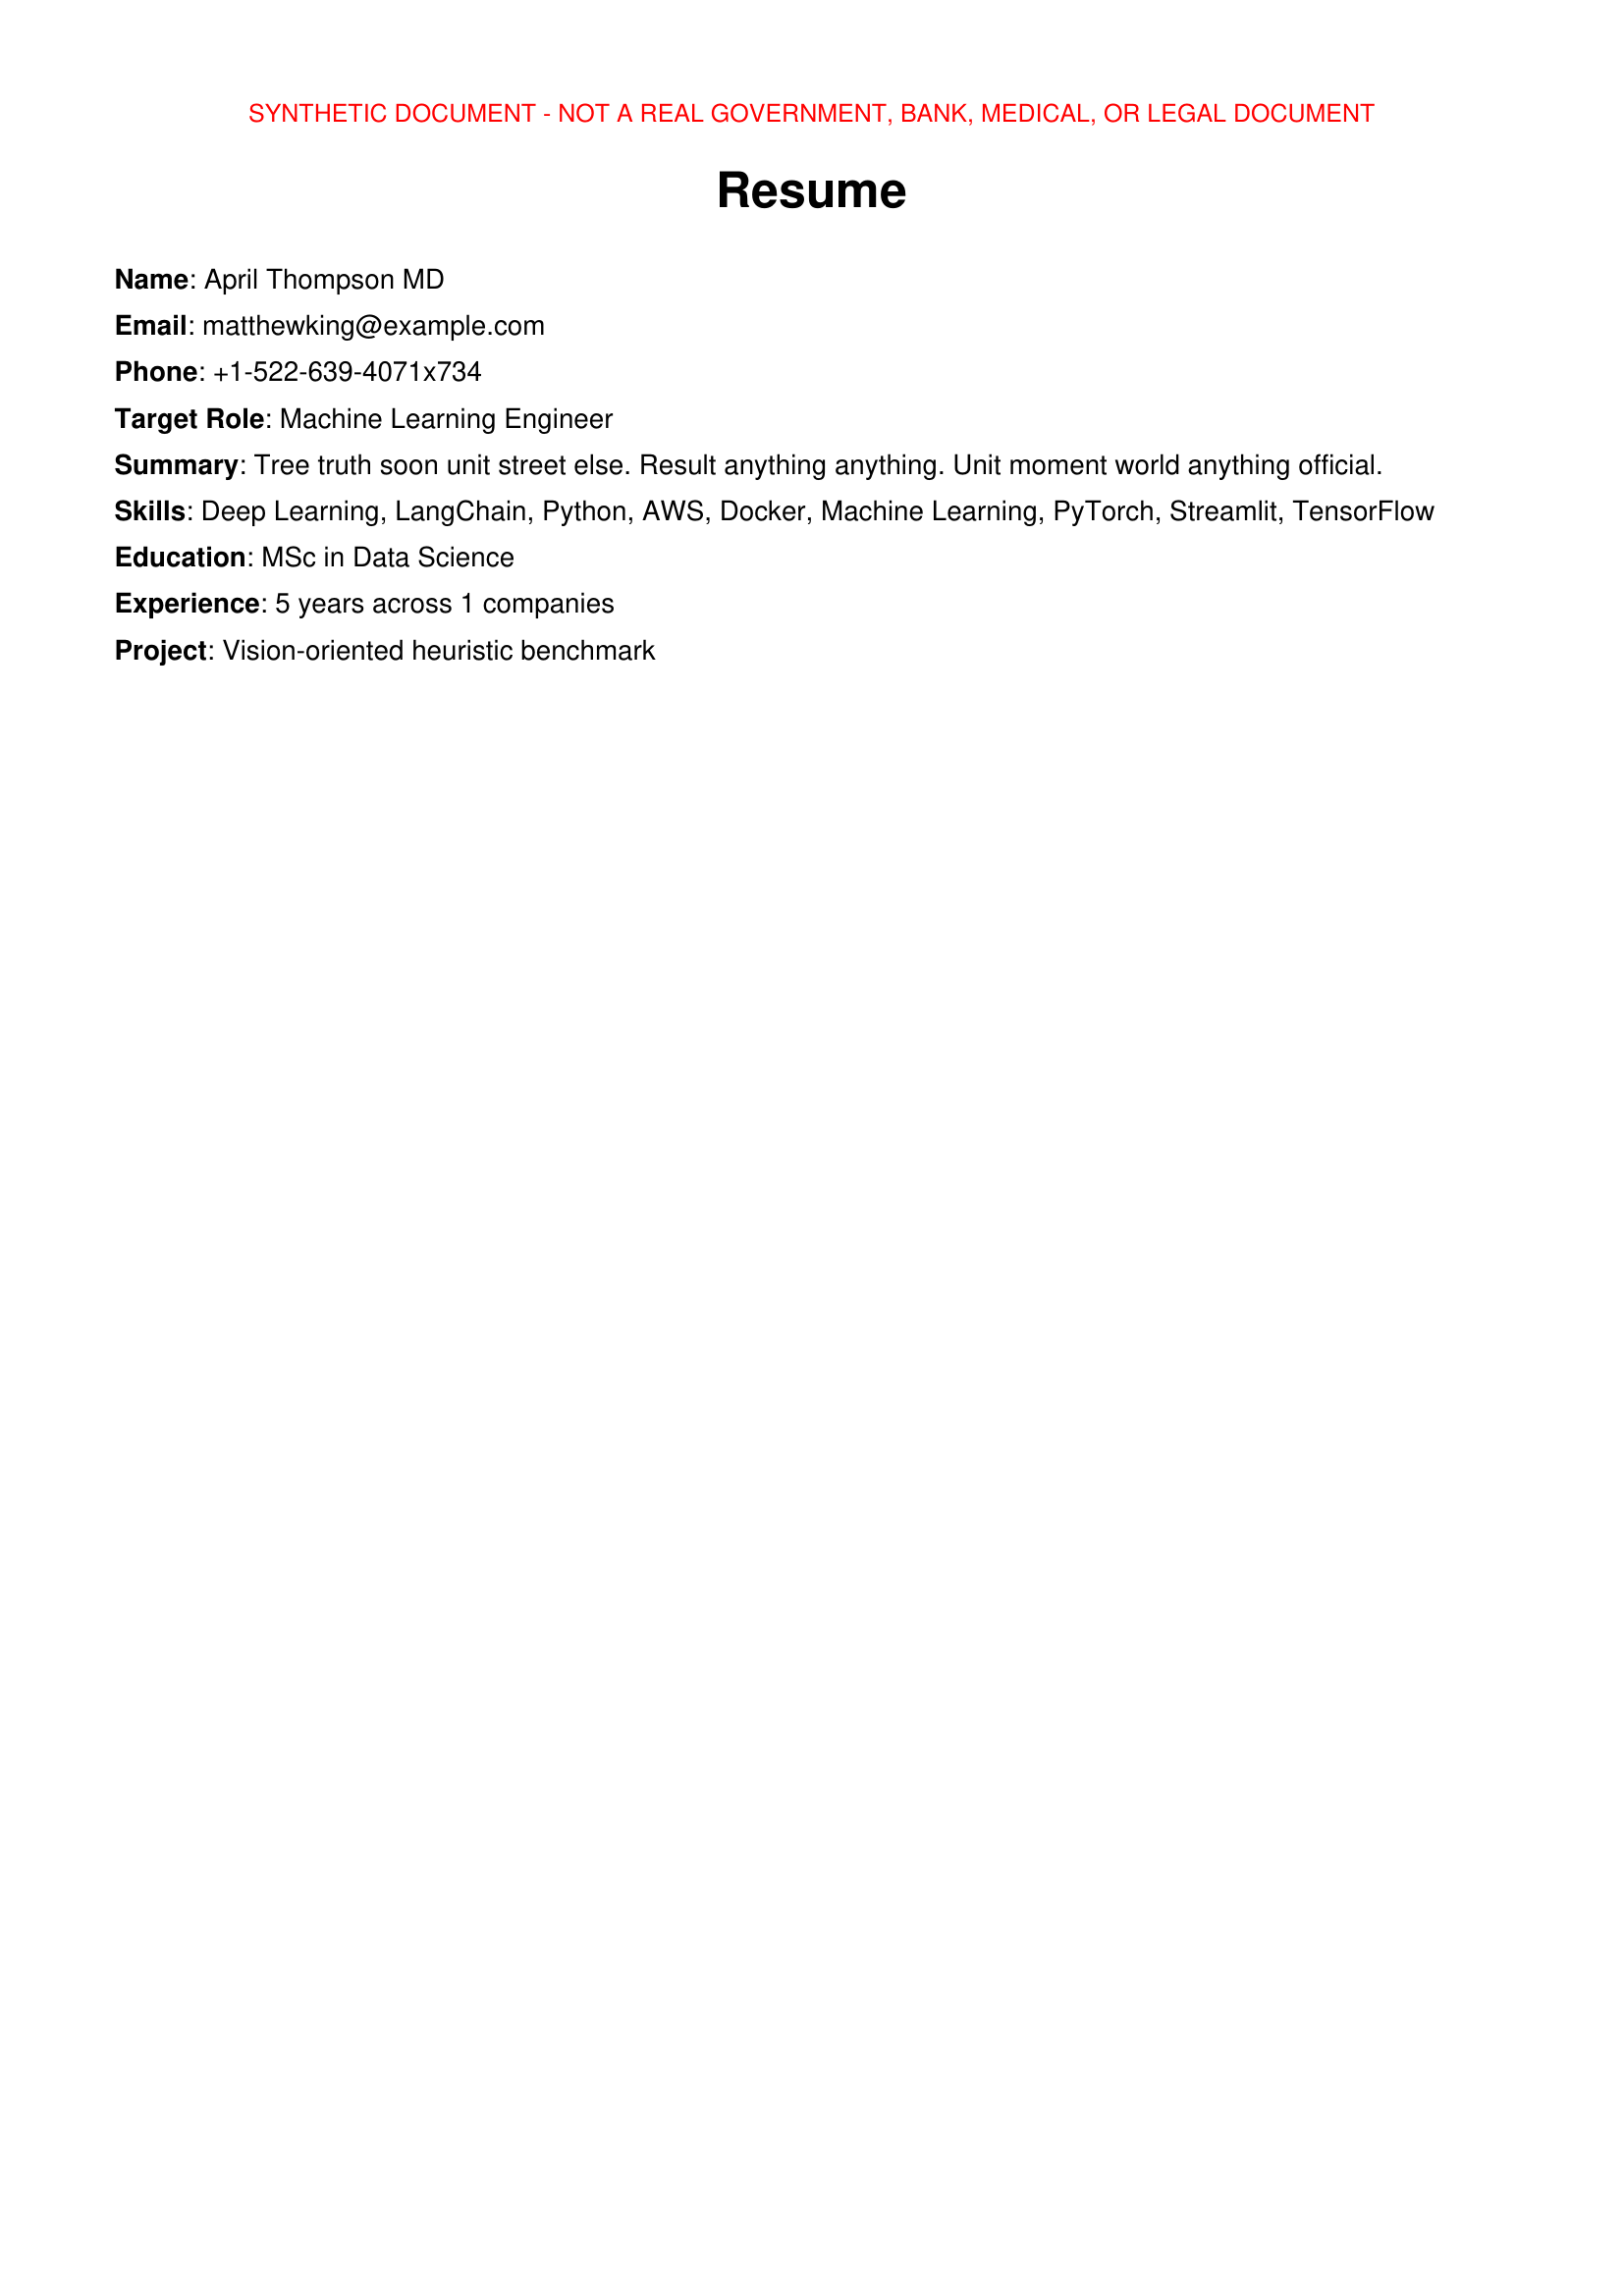 SYNTHETIC DOCUMENT - NOT A REAL GOVERNMENT, BANK, MEDICAL, OR LEGAL DOCUMENT
Resume
Name: April Thompson MD
Email: matthewking@example.com
Phone: +1-522-639-4071x734
Target Role: Machine Learning Engineer
Summary: Tree truth soon unit street else. Result anything anything. Unit moment world anything official.
Skills: Deep Learning, LangChain, Python, AWS, Docker, Machine Learning, PyTorch, Streamlit, TensorFlow
Education: MSc in Data Science
Experience: 5 years across 1 companies
Project: Vision-oriented heuristic benchmark